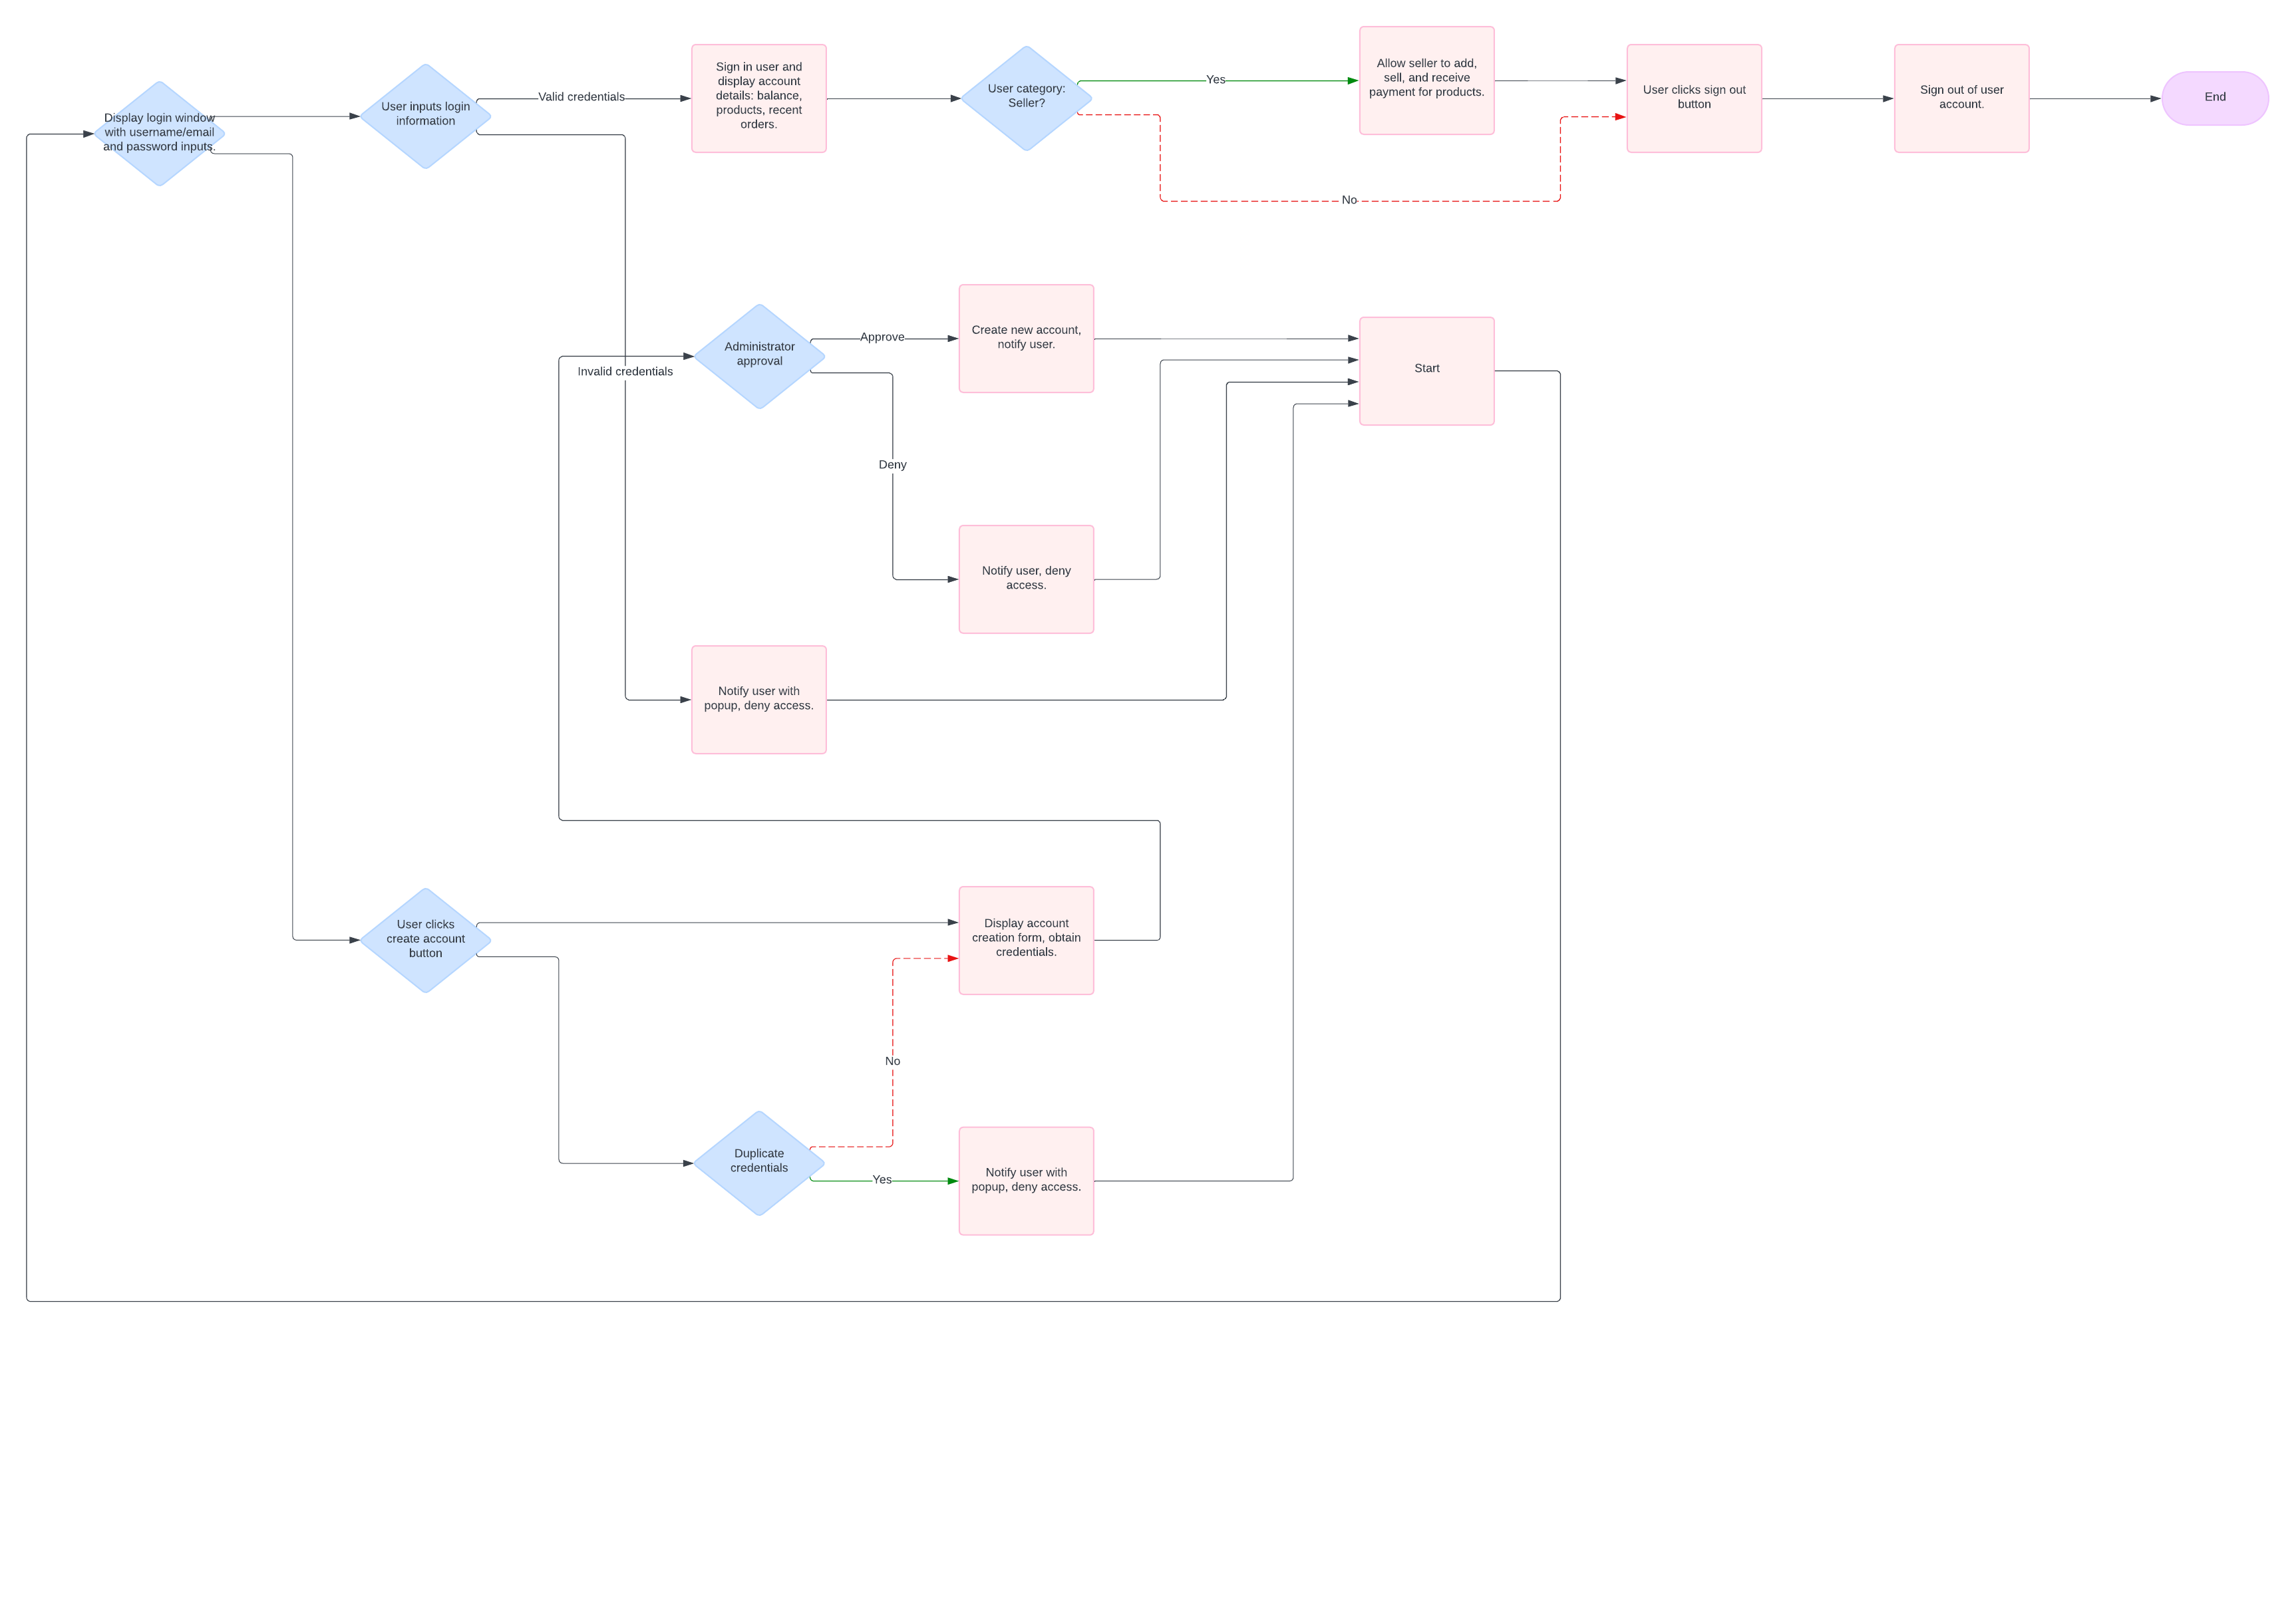 Display login window
with username/email
and password inputs.
User inputs login
information
Valid credentials
Sign in user and
display account
details: balance,
products, recent
orders.
User category:
Seller?
Yes
Allow seller to add,
sell, and receive
payment for products.
User clicks sign out
button
Sign out of user
account.
End
No
Invalid credentials
Administrator
approval
Approve
Create new account,
notify user.
Start
Deny
Notify user, deny
access.
Notify user with
popup, deny access.
User clicks
create account
button
Display account
creation form, obtain
credentials.
No
Duplicate
credentials
Yes
Notify user with
popup, deny access.